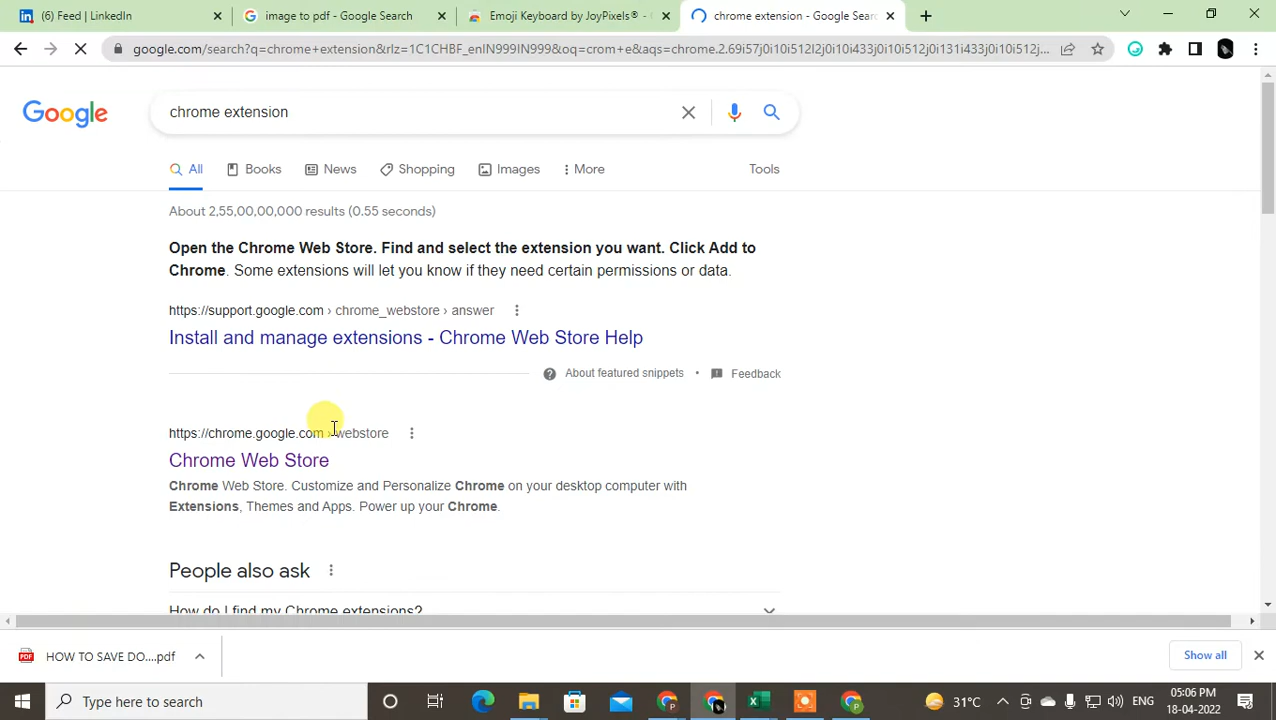 (6) Feed | LinkedIn
image to pdf - Google Search
Emoji Keyboard by JoyPixels® -
chrome extension - Google Sear
google.com/search?q=chrome+extension&rlz=1C1CHBF_enIN999IN999&oq=crom+e&aqs=chrome.2.69i57j0i10i512l2j0i10i433j0i10i512j0i131i433j0i10i512j...
Google
chrome extension
All
Books
News
Shopping
Images
More
Tools
About 2,55,00,00,000 results (0.55 seconds)
Open the Chrome Web Store. Find and select the extension you want. Click Add to
Chrome. Some extensions will let you know if they need certain permissions or data.
https://support.google.com › chrome_webstore › answer
Install and manage extensions - Chrome Web Store Help
About featured snippets
•
Feedback
https://chrome.google.com › webstore
Chrome Web Store
Chrome Web Store. Customize and Personalize Chrome on your desktop computer with
Extensions, Themes and Apps. Power up your Chrome.
People also ask
How do I find my Chrome extensions?
HOW TO SAVE DO....pdf
Show all
Type here to search
31°C
ENG
05:06 PM
18-04-2022